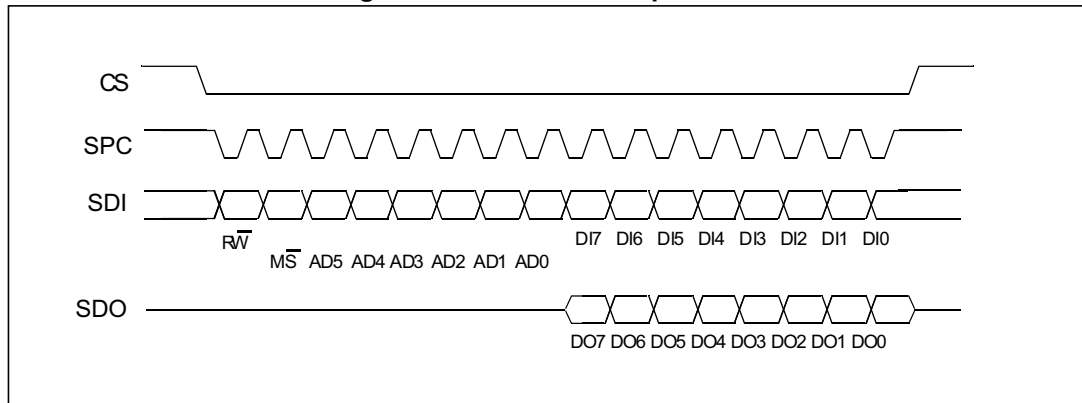 CS
SPC
SDI
RW̅
DI7 DI6 DI5 DI4 DI3 DI2 DI1 DI0
MS̅ AD5 AD4 AD3 AD2 AD1 AD0
SDO
DO7 DO6 DO5 DO4 DO3 DO2 DO1 DO0